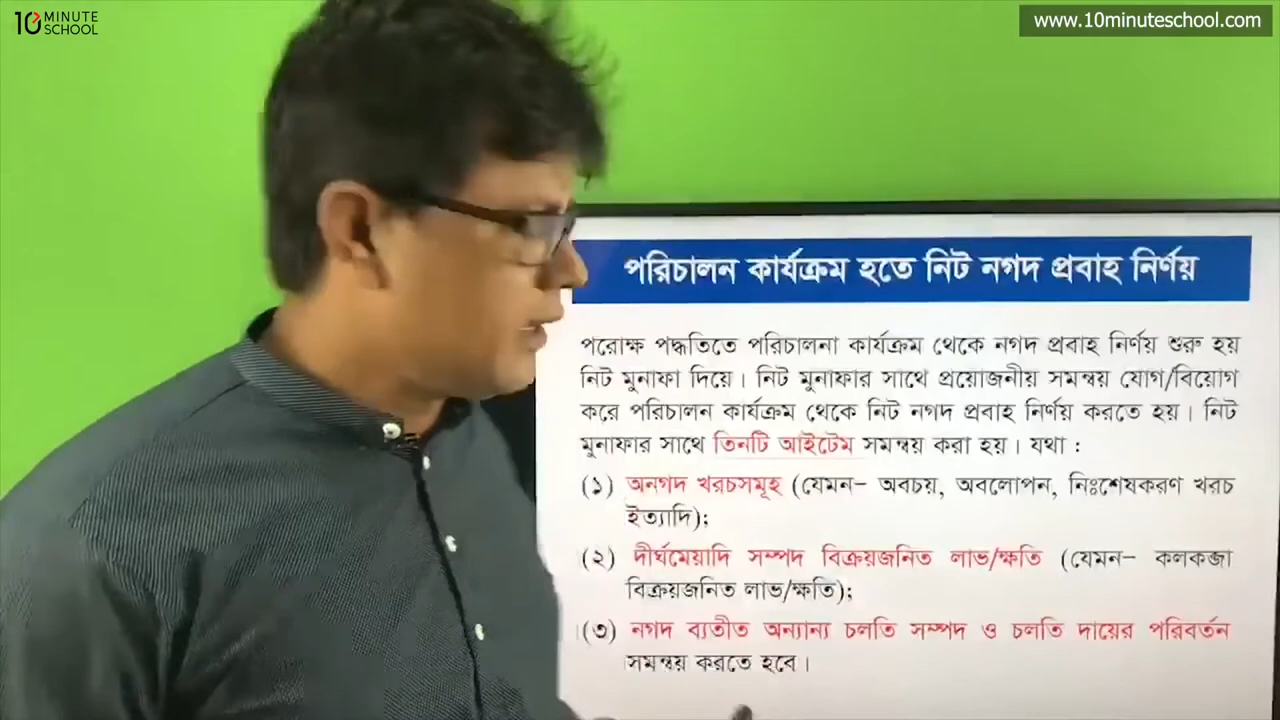 10 MINUTE SCHOOL
www.10minuteschool.com
পরিচালন কার্যক্রম হতে নিট নগদ প্রবাহ নির্ণয়
পরোক্ষ পদ্ধতিতে পরিচালনা কার্যক্রম থেকে নগদ প্রবাহ নির্ণয় শুরু হয়
নিট মুনাফা দিয়ে। নিট মুনাফার সাথে প্রয়োজনীয় সমন্বয় যোগ/বিয়োগ
করে পরিচালন কার্যক্রম থেকে নিট নগদ প্রবাহ নির্ণয় করতে হয়। নিট
মুনাফার সাথে তিনটি আইটেম সমন্বয় করা হয়। যথা :
(১) অনগদ খরচসমূহ (যেমন– অবচয়, অবলোপন, নিঃশেষকরণ খরচ
ইত্যাদি);
(২) দীর্ঘমেয়াদি সম্পদ বিক্রয়জনিত লাভ/ক্ষতি (যেমন– কলকব্জা
বিক্রয়জনিত লাভ/ক্ষতি);
(৩) নগদ ব্যতীত অন্যান্য চলতি সম্পদ ও চলতি দায়ের পরিবর্তন
সমন্বয় করতে হবে।